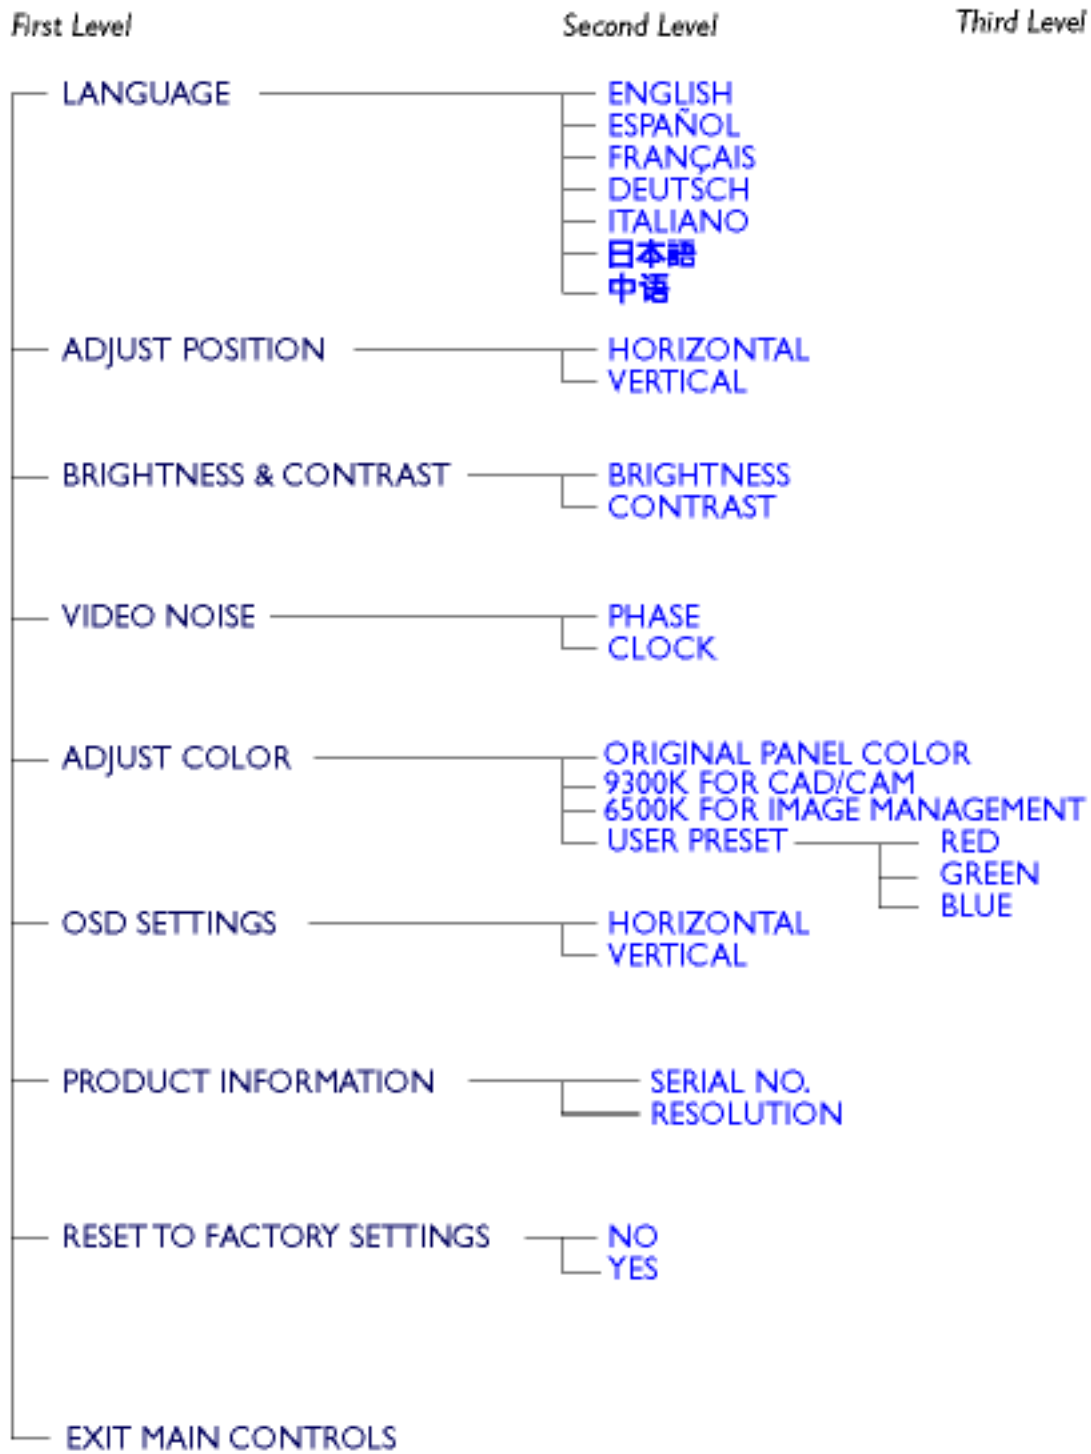 First Level Second Level Third Level
LANGUAGE ENGLISH
ESPAÑOL
FRANÇAIS
DEUTSCH
ITALIANO
日本語
中语
ADJUST POSITION HORIZONTAL
VERTICAL
BRIGHTNESS & CONTRAST BRIGHTNESS
CONTRAST
VIDEO NOISE PHASE
CLOCK
ADJUST COLOR ORIGINAL PANEL COLOR
9300K FOR CAD/CAM
6500K FOR IMAGE MANAGEMENT
USER PRESET RED
GREEN
BLUE
OSD SETTINGS HORIZONTAL
VERTICAL
PRODUCT INFORMATION SERIAL NO.
RESOLUTION
RESET TO FACTORY SETTINGS NO
YES
EXIT MAIN CONTROLS